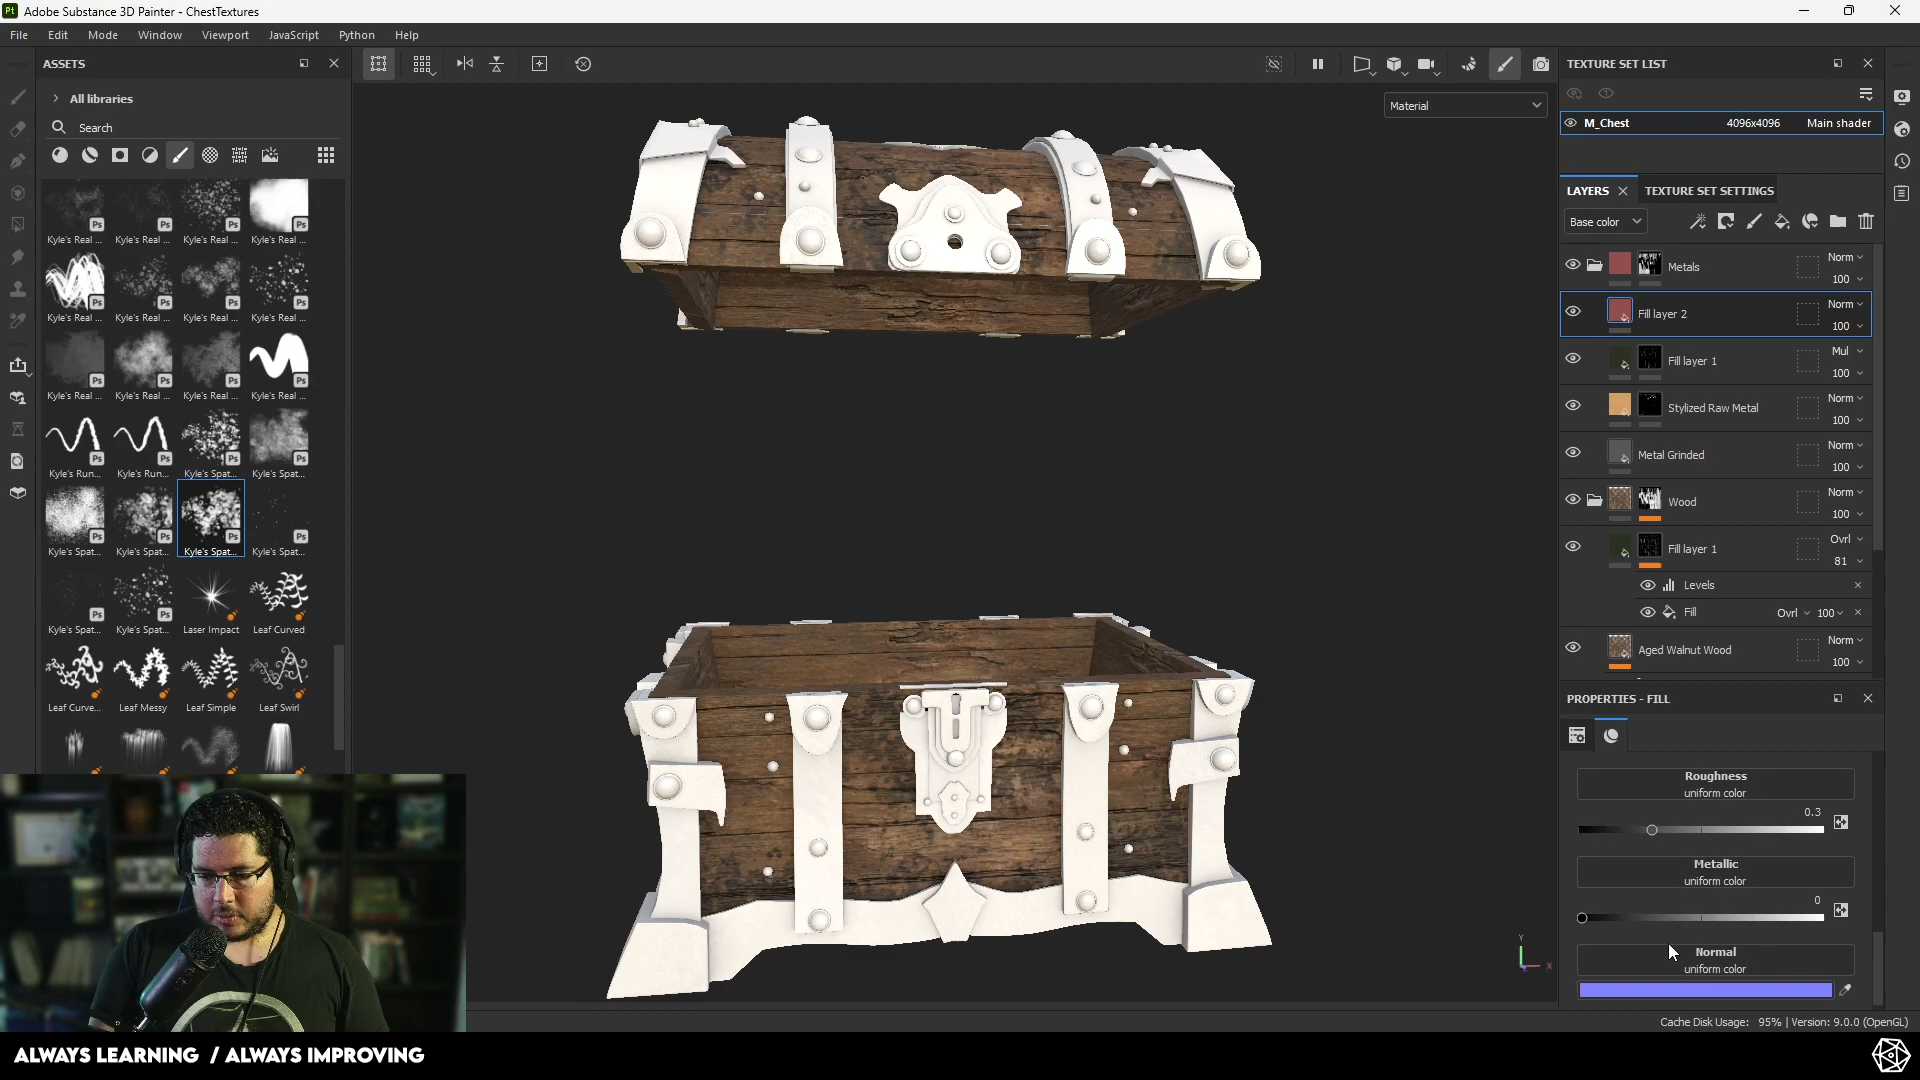 Pt Adobe Substance 3D Painter - ChestTextures
File Edit Mode Window Viewport JavaScript Python Help
ASSETS
All libraries
Search
Kyle's Real ... Kyle's Real ... Kyle's Real ... Kyle's Real ...
Kyle's Real ... Kyle's Real ... Kyle's Real ... Kyle's Real ...
Kyle's Real ... Kyle's Real ... Kyle's Real ... Kyle's Real ...
Kyle's Run... Kyle's Run... Kyle's Spat... Kyle's Spat...
Kyle's Spat... Kyle's Spat... Kyle's Spat... Kyle's Spat...
Kyle's Spat... Kyle's Spat... Laser Impact Leaf Curved
Leaf Curve... Leaf Messy Leaf Simple Leaf Swirl
Material
Y
X
TEXTURE SET LIST
M_Chest 4096x4096 Main shader
LAYERS TEXTURE SET SETTINGS
Base color
Metals Norm 100
Fill layer 2 Norm 100
Fill layer 1 Mul 100
Stylized Raw Metal Norm 100
Metal Grinded Norm 100
Wood Norm 100
Fill layer 1 Ovrl 81
Levels
Fill Ovrl 100
Aged Walnut Wood Norm 100
PROPERTIES - FILL
Roughness
uniform color
0.3
Metallic
uniform color
0
Normal
uniform color
Cache Disk Usage: 95% | Version: 9.0.0 (OpenGL)
ALWAYS LEARNING / ALWAYS IMPROVING